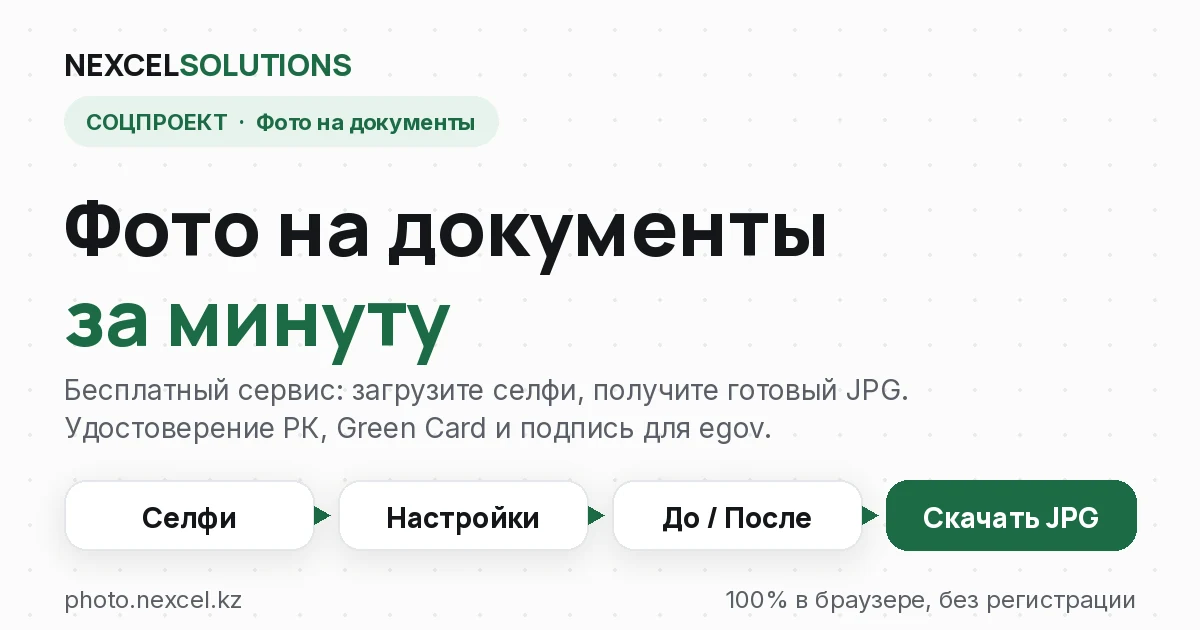 NEXCELSOLUTIONS
СОЦПРОЕКТ · Фото на документы
Фото на документы
за минуту
Бесплатный сервис: загрузите селфи, получите готовый JPG.
Удостоверение РК, Green Card и подпись для egov.
Селфи
Настройки
До / После
Скачать JPG
photo.nexcel.kz
100% в браузере, без регистрации